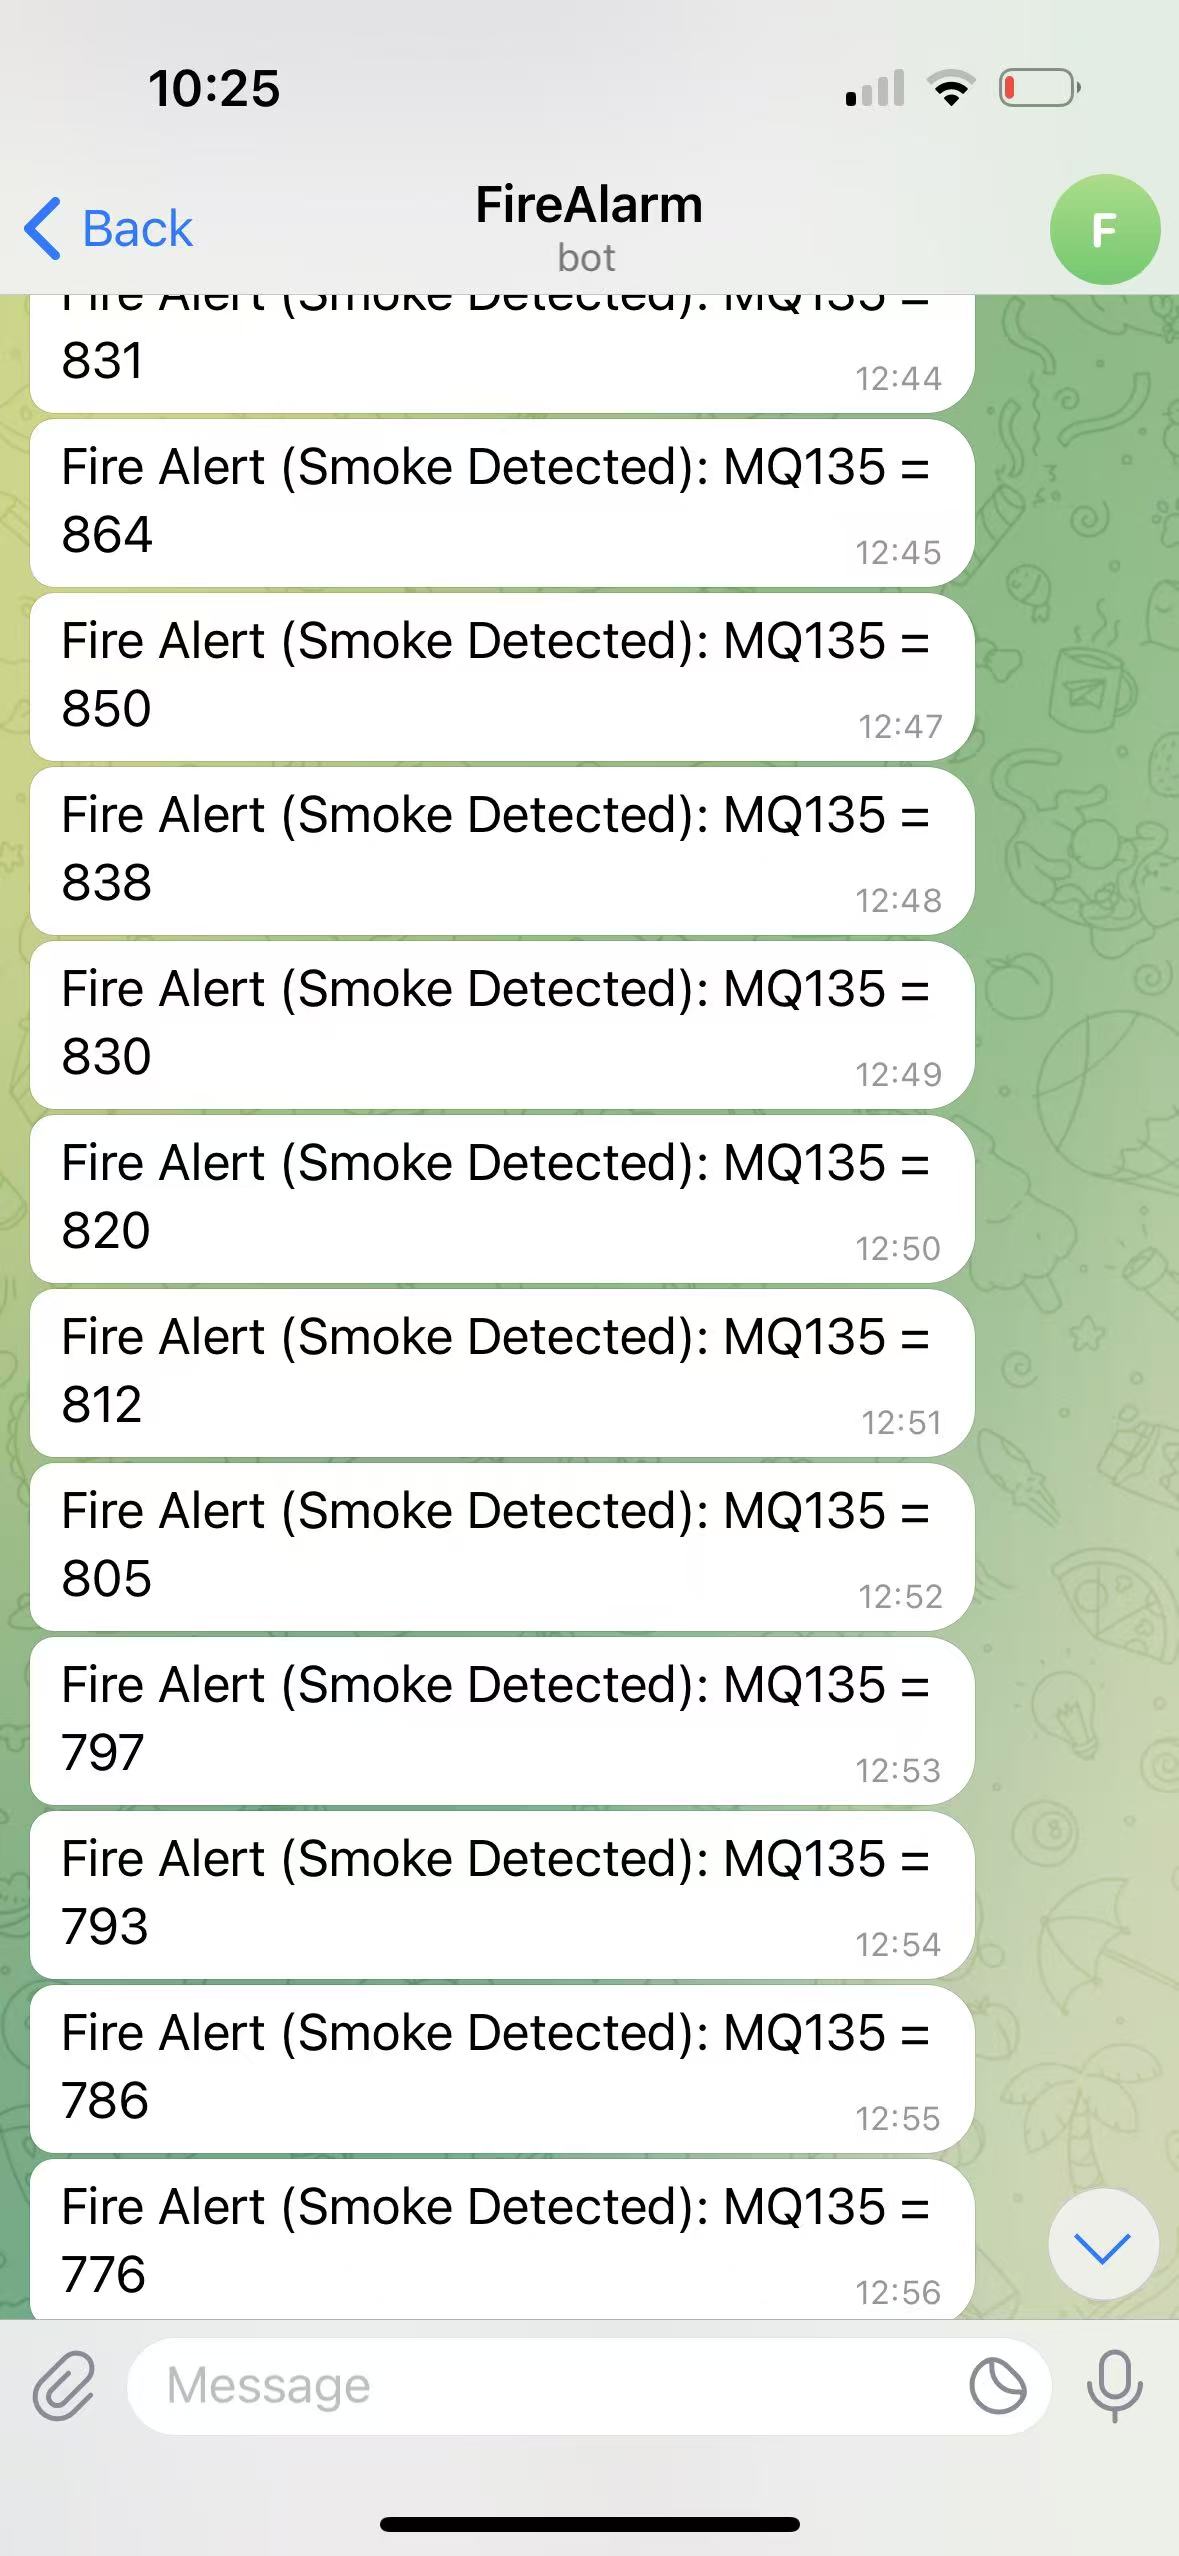 10:25
Back
FireAlarm
bot
F
Fire Alert (Smoke Detected): MQ135 =
831
12:44
Fire Alert (Smoke Detected): MQ135 =
864
12:45
Fire Alert (Smoke Detected): MQ135 =
850
12:47
Fire Alert (Smoke Detected): MQ135 =
838
12:48
Fire Alert (Smoke Detected): MQ135 =
830
12:49
Fire Alert (Smoke Detected): MQ135 =
820
12:50
Fire Alert (Smoke Detected): MQ135 =
812
12:51
Fire Alert (Smoke Detected): MQ135 =
805
12:52
Fire Alert (Smoke Detected): MQ135 =
797
12:53
Fire Alert (Smoke Detected): MQ135 =
793
12:54
Fire Alert (Smoke Detected): MQ135 =
786
12:55
Fire Alert (Smoke Detected): MQ135 =
776
12:56
Message